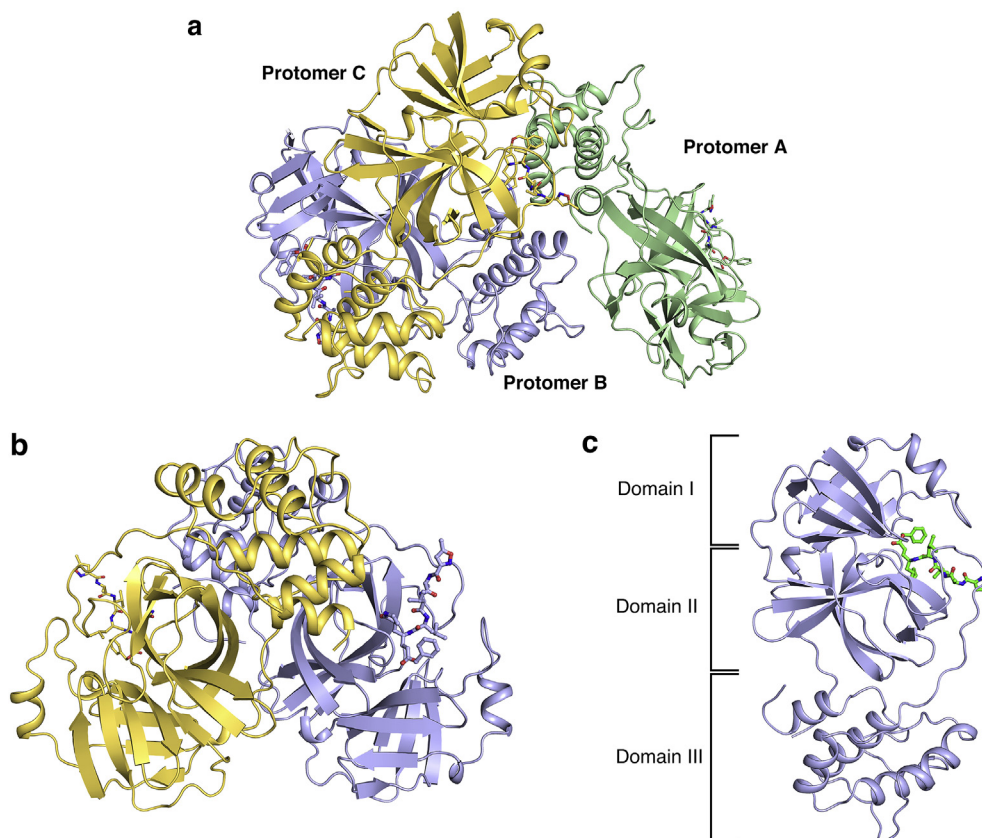 a
Protomer C
Protomer A
Protomer B
b
c
Domain I
Domain II
Domain III